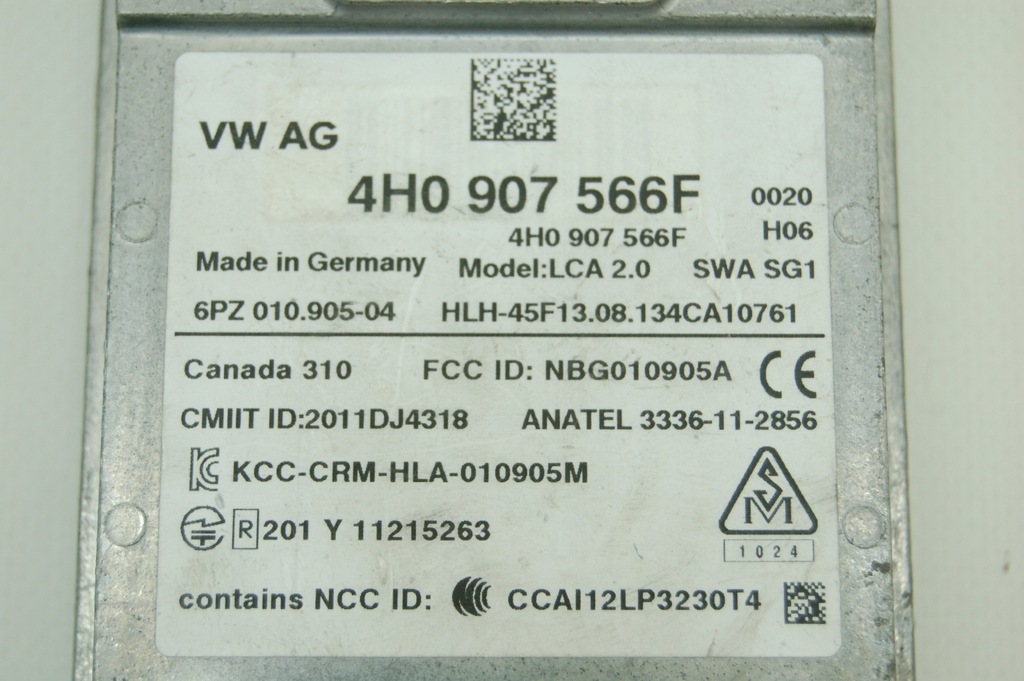 VW AG
4H0 907 566F 0020
4H0 907 566F H06
Made in Germany Model:LCA 2.0 SWA SG1
6PZ 010.905-04 HLH-45F13.08.134CA10761
Canada 310 FCC ID: NBG010905A CE
CMIIT ID:2011DJ4318 ANATEL 3336-11-2856
KCC-CRM-HLA-010905M
R 201 Y 11215263
SM
1024
contains NCC ID: CCAI12LP3230T4